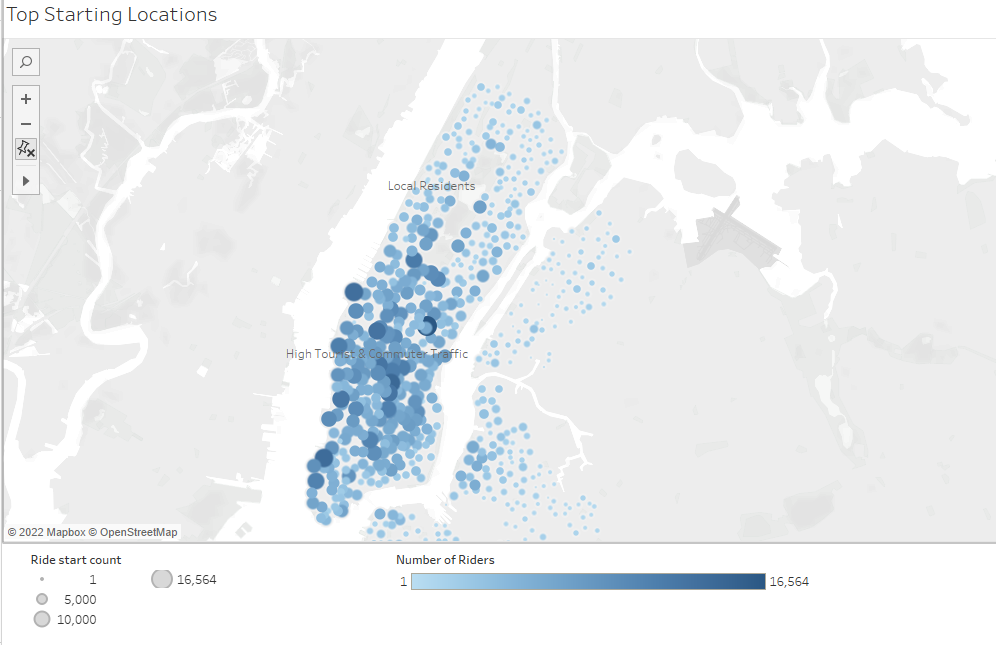 Top Starting Locations
Local Residents
High Tourist & Commuter Traffic
© 2022 Mapbox © OpenStreetMap
Ride start count
1
16,564
5,000
10,000
Number of Riders
1
16,564